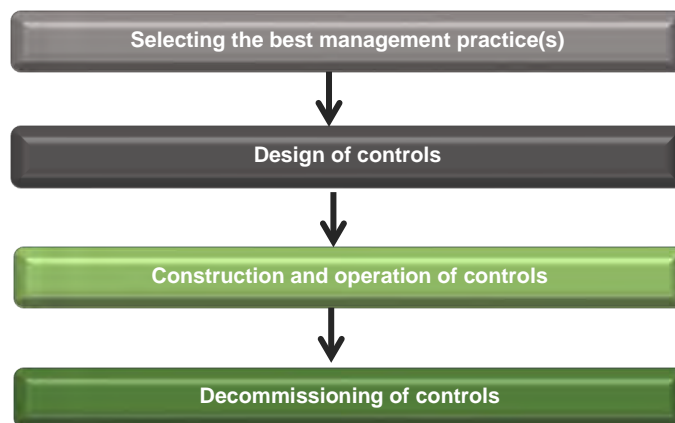 Selecting the best management practice(s)
Design of controls
Construction and operation of controls
Decommissioning of controls